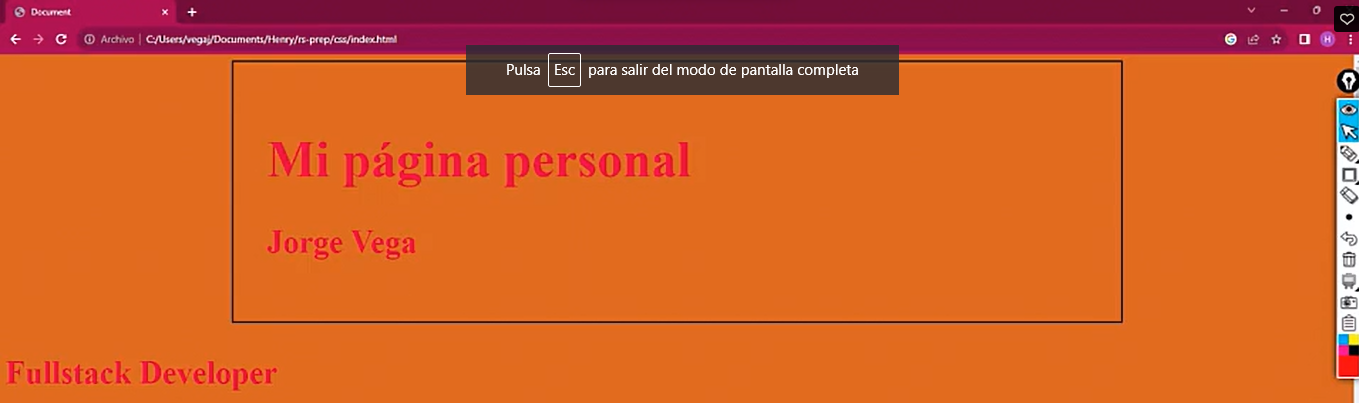 Document
Archivo | C:/Users/vegaj/Documents/Henry/rs-prep/css/index.html
H
Pulsa Esc para salir del modo de pantalla completa
Mi página personal
Jorge Vega
Fullstack Developer